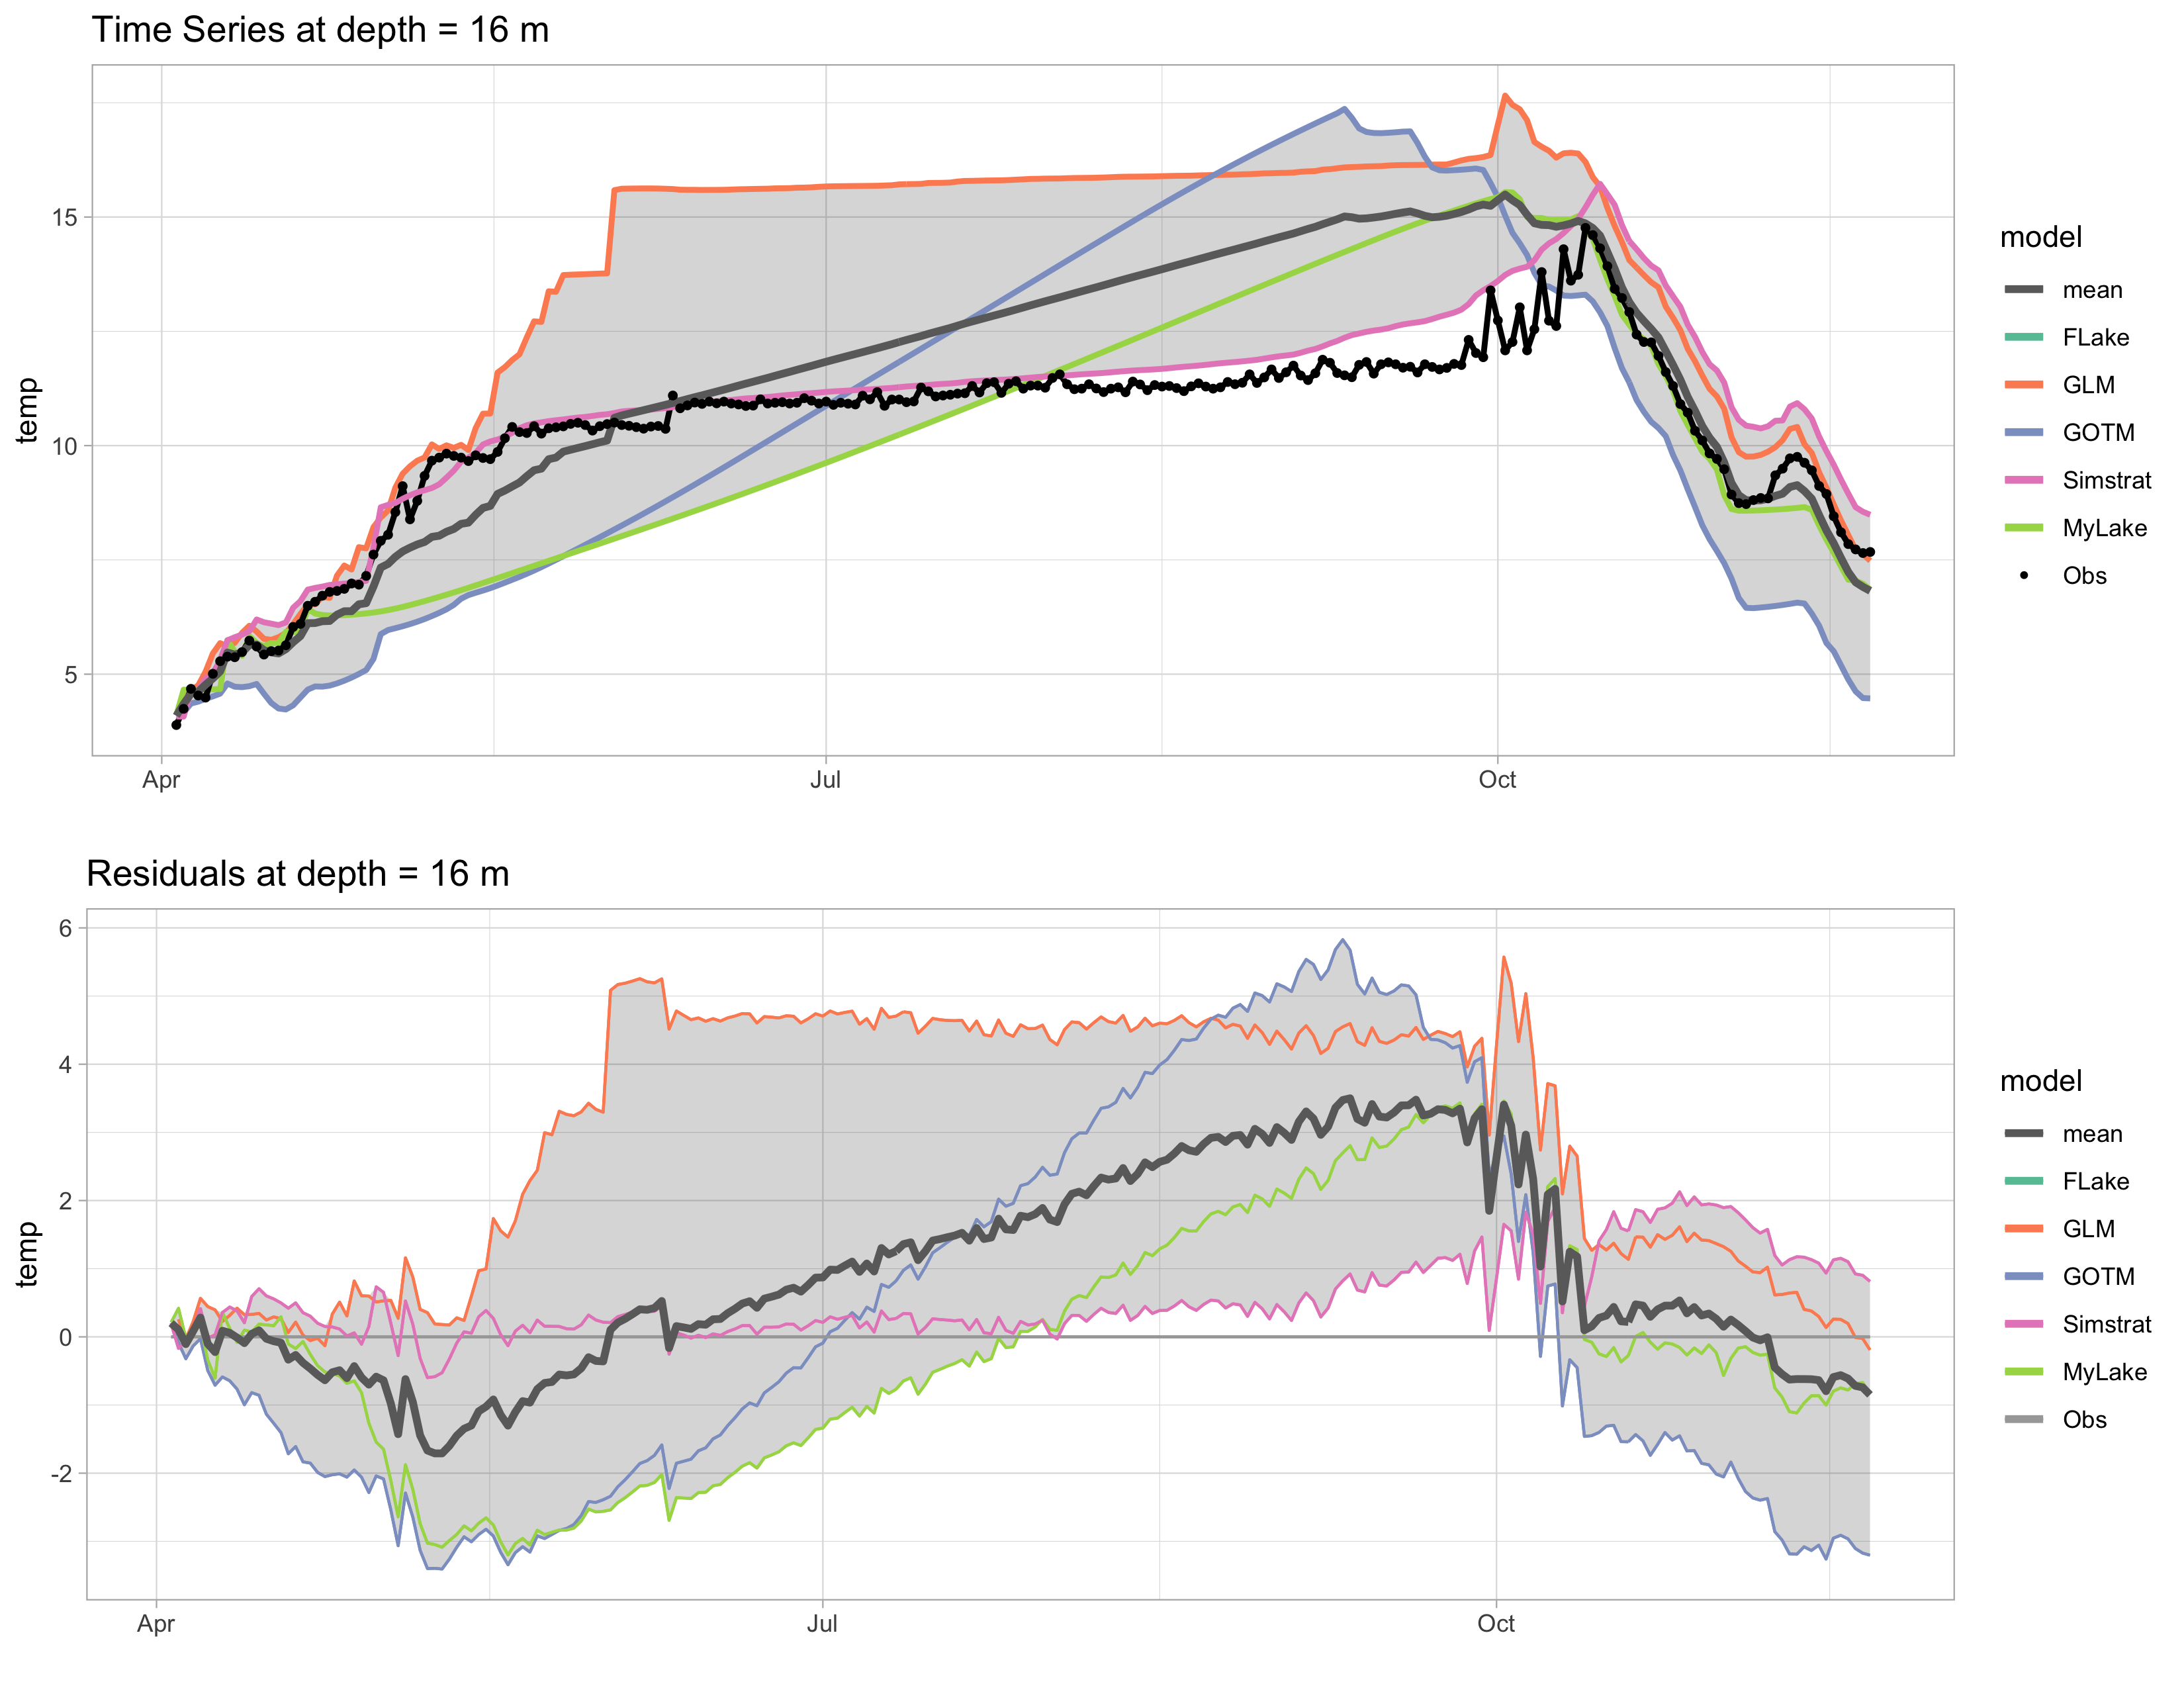 Time Series at depth = 16 m
temp
15
10
5
Apr
Jul
Oct
model
mean
FLake
GLM
GOTM
Simstrat
MyLake
Obs
Residuals at depth = 16 m
temp
6
4
2
0
-2
Apr
Jul
Oct
model
mean
FLake
GLM
GOTM
Simstrat
MyLake
Obs